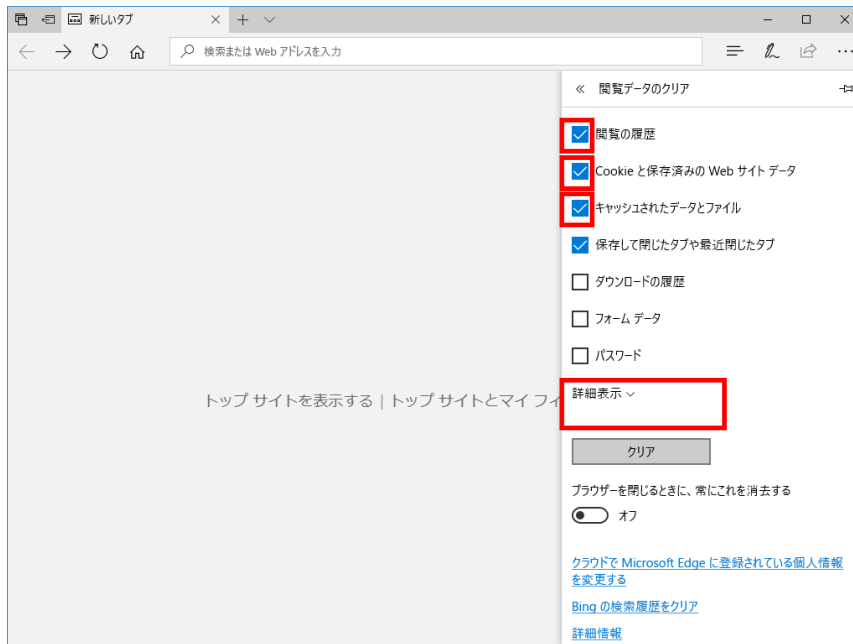 新しいタブ
検索または Web アドレスを入力
閲覧データのクリア
閲覧の履歴
Cookie と保存済みの Web サイト データ
キャッシュされたデータとファイル
保存して閉じたタブや最近閉じたタブ
ダウンロードの履歴
フォーム データ
パスワード
詳細表示
トップ サイトを表示する | トップ サイトとマイ フィ
クリア
ブラウザーを閉じるときに、常にこれを消去する
オフ
クラウドで Microsoft Edge に登録されている個人情報
を変更する
Bing の検索履歴をクリア
詳細情報